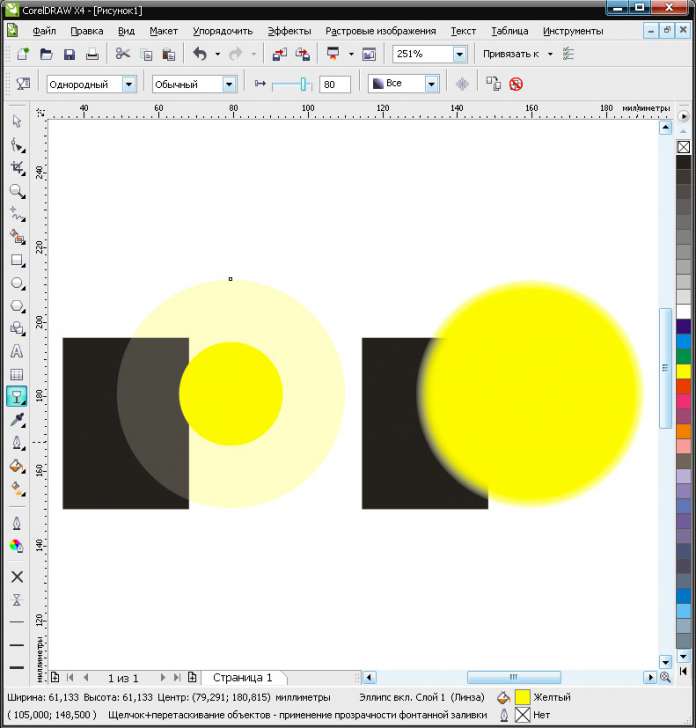 CorelDRAW X4 - [Рисунок1]
Файл Правка Вид Макет Упорядочить Эффекты Растровые изображения Текст Таблица Инструменты
251% Привязать к
Однородный Обычный 80 Все
40 60 80 100 120 140 160 180 миллиметры
240
220
200
180
160
140
120
миллиметры
1 из 1 Страница 1
Ширина: 61,133 Высота: 61,133 Центр: (79,291; 180,815) миллиметры Эллипс вкл. Слой 1 (Линза) Желтый
( 105,000; 148,500 ) Щелчок+перетаскивание объектов - применение прозрачности фонтанной заливки Нет